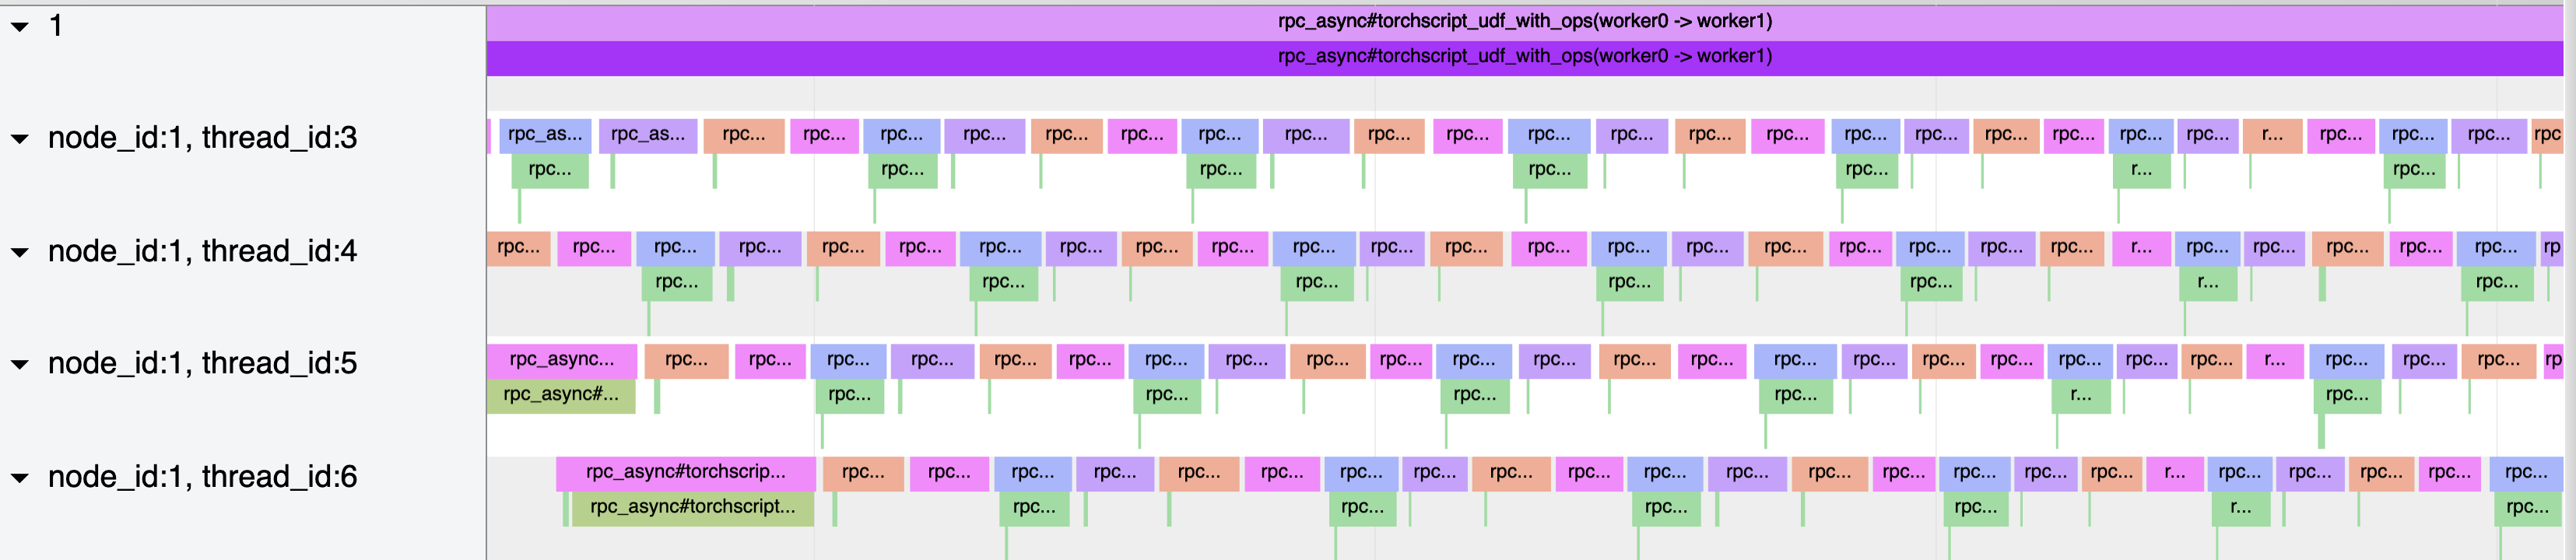 1
rpc_async#torchscript_udf_with_ops(worker0 -> worker1)
rpc_async#torchscript_udf_with_ops(worker0 -> worker1)
node_id:1, thread_id:3
rpc_as... rpc_as... rpc... rpc... rpc... rpc... rpc... rpc... rpc... rpc... rpc... rpc... rpc... rpc... rpc... rpc... rpc... rpc... rpc... rpc... rpc... rpc... r... rpc... rpc... rpc... rpc
rpc... rpc... rpc... rpc... rpc... r... rpc...
node_id:1, thread_id:4
rpc... rpc... rpc... rpc... rpc... rpc... rpc... rpc... rpc... rpc... rpc... rpc... rpc... rpc... rpc... rpc... rpc... rpc... rpc... rpc... rpc... r... rpc... rpc... rpc... rpc... rpc... rp
rpc... rpc... rpc... rpc... rpc... r... rpc...
node_id:1, thread_id:5
rpc_async... rpc... rpc... rpc... rpc... rpc... rpc... rpc... rpc... rpc... rpc... rpc... rpc... rpc... rpc... rpc... rpc... rpc... rpc... rpc... rpc... rpc... r... rpc... rpc... rpc... rp
rpc_async#... rpc... rpc... rpc... rpc... r... rpc...
node_id:1, thread_id:6
rpc_async#torchscrip... rpc... rpc... rpc... rpc... rpc... rpc... rpc... rpc... rpc... rpc... rpc... rpc... rpc... rpc... rpc... rpc... rpc... r... rpc... rpc... rpc... rpc... rpc...
rpc_async#torchscript... rpc... rpc... rpc... rpc... r... rpc...